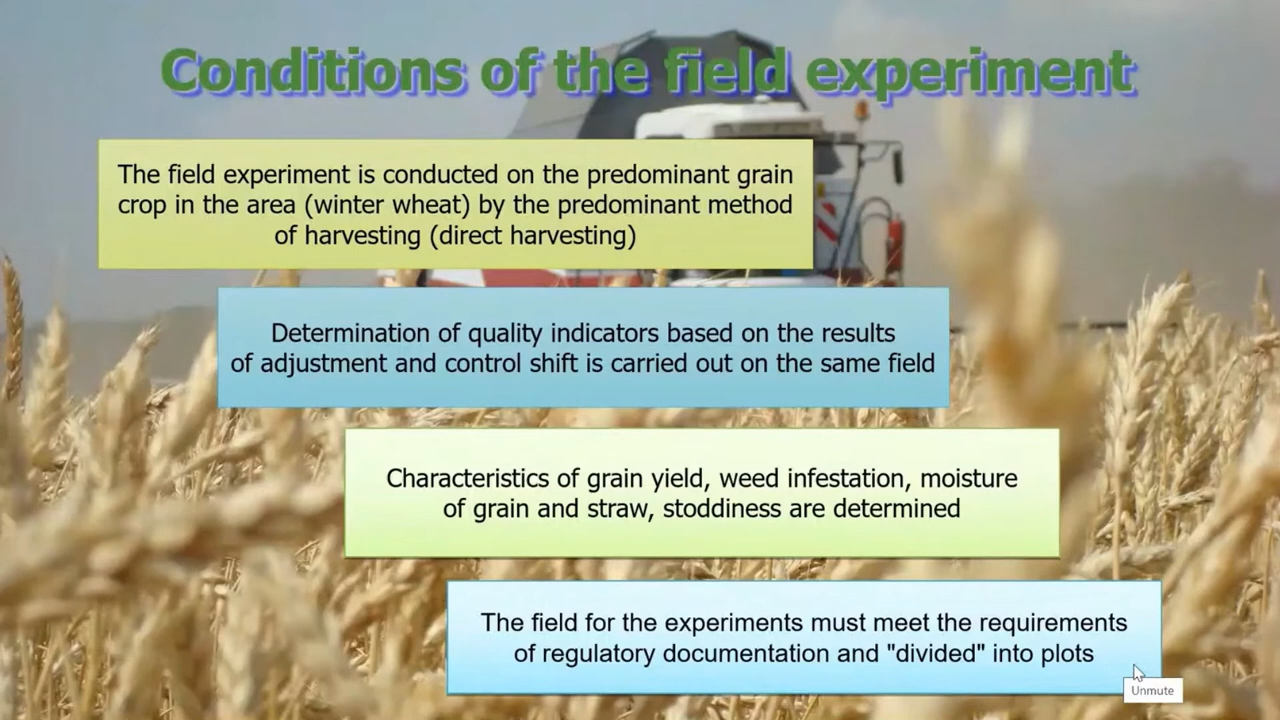 Conditions of the field experiment
The field experiment is conducted on the predominant grain
crop in the area (winter wheat) by the predominant method
of harvesting (direct harvesting)
Determination of quality indicators based on the results
of adjustment and control shift is carried out on the same field
Characteristics of grain yield, weed infestation, moisture
of grain and straw, stoddiness are determined
The field for the experiments must meet the requirements
of regulatory documentation and "divided" into plots
Unmute